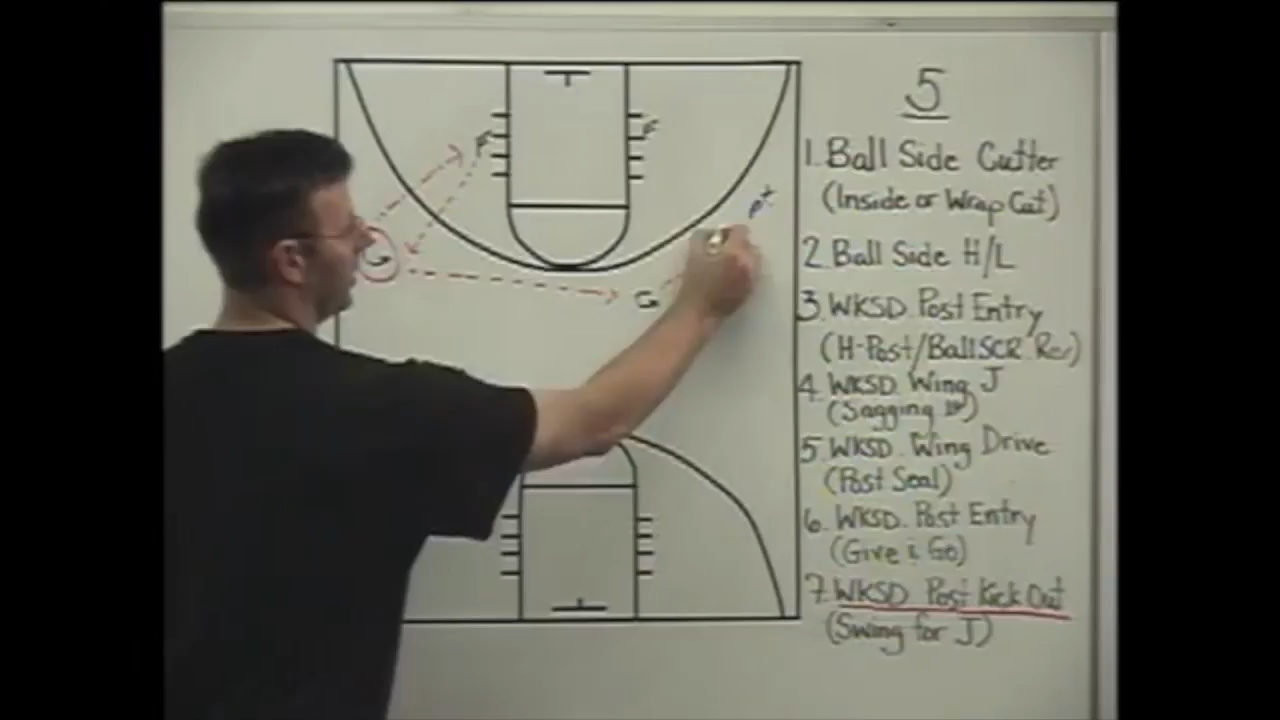 5
1. Ball Side Cutter
(Inside or Wrap Cut)
2. Ball Side H/L
3. WKSD. Post Entry
(H-Post/Ball SCR. Rev)
4. WKSD. Wing J
(Sagging
5. WKSD. Wing Drive
(Post Seal)
6. WKSD. Post Entry
(Give & Go)
7. WKSD. Post Kick Out
(Swing for J)
F
F
G
G